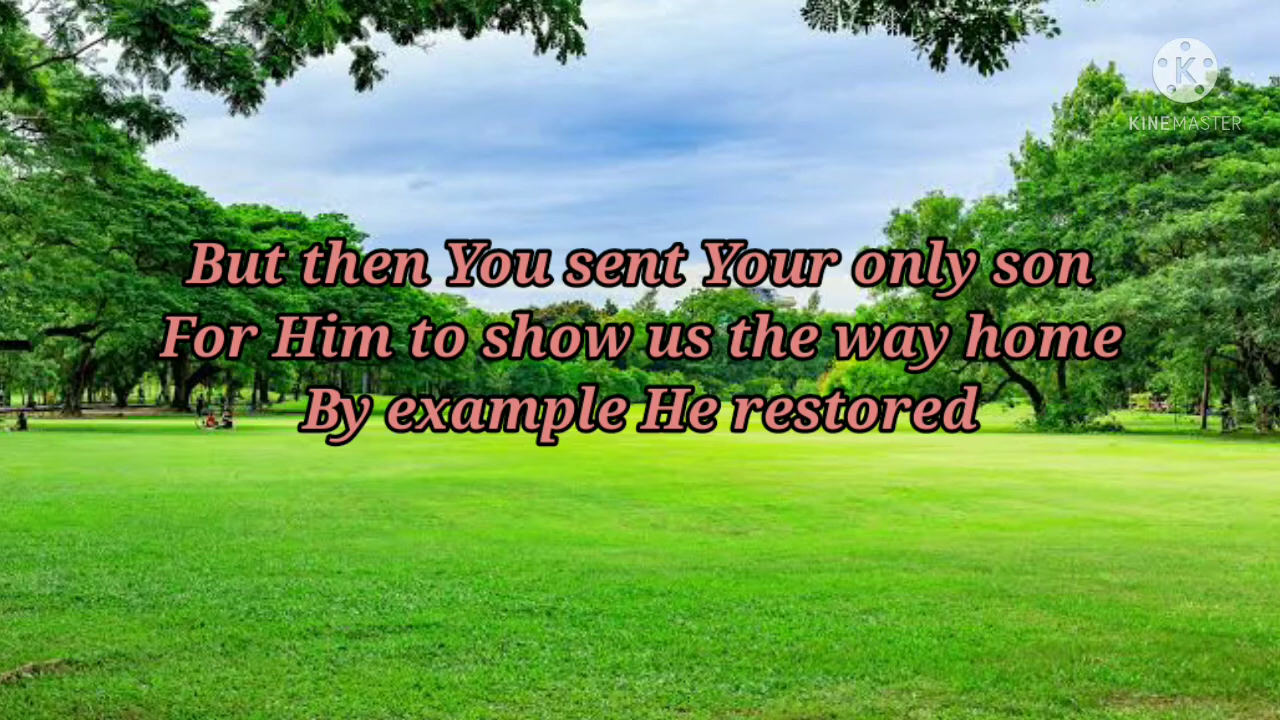 K
KINEMASTER
But then You sent Your only son
For Him to show us the way home
By example He restored